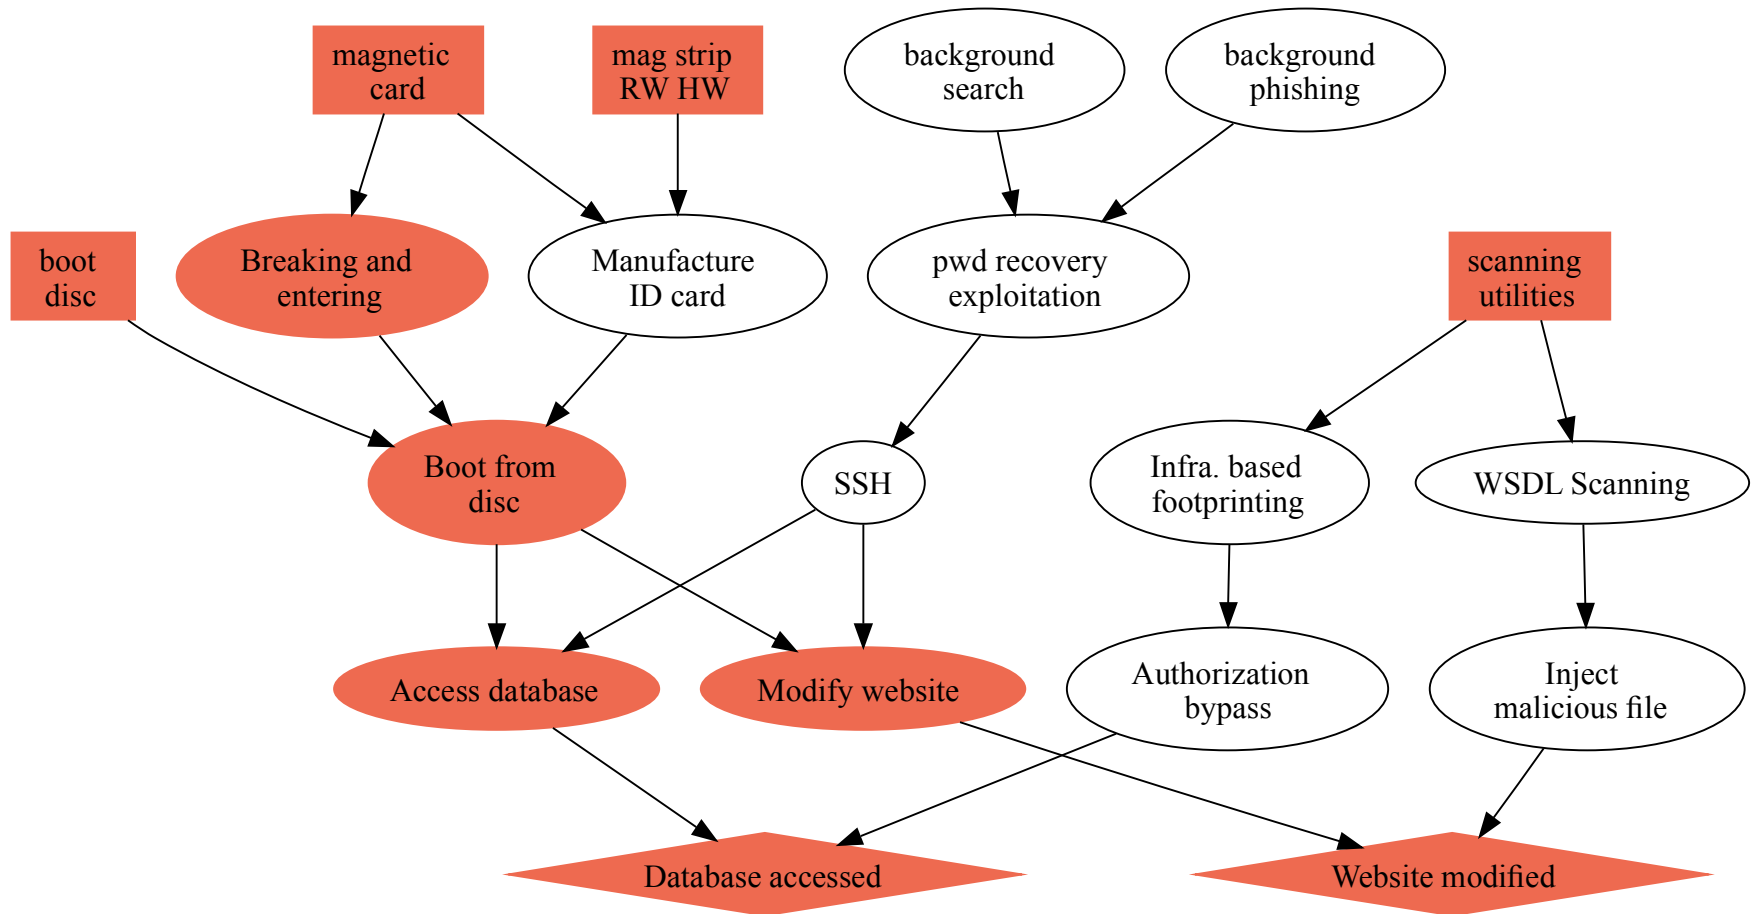 magnetic
card
mag strip
RW HW
background
search
background
phishing
boot
disc
Breaking and
entering
Manufacture
ID card
pwd recovery
exploitation
scanning
utilities
Boot from
disc
SSH
Infra. based
footprinting
WSDL Scanning
Access database
Modify website
Authorization
bypass
Inject
malicious file
Database accessed
Website modified